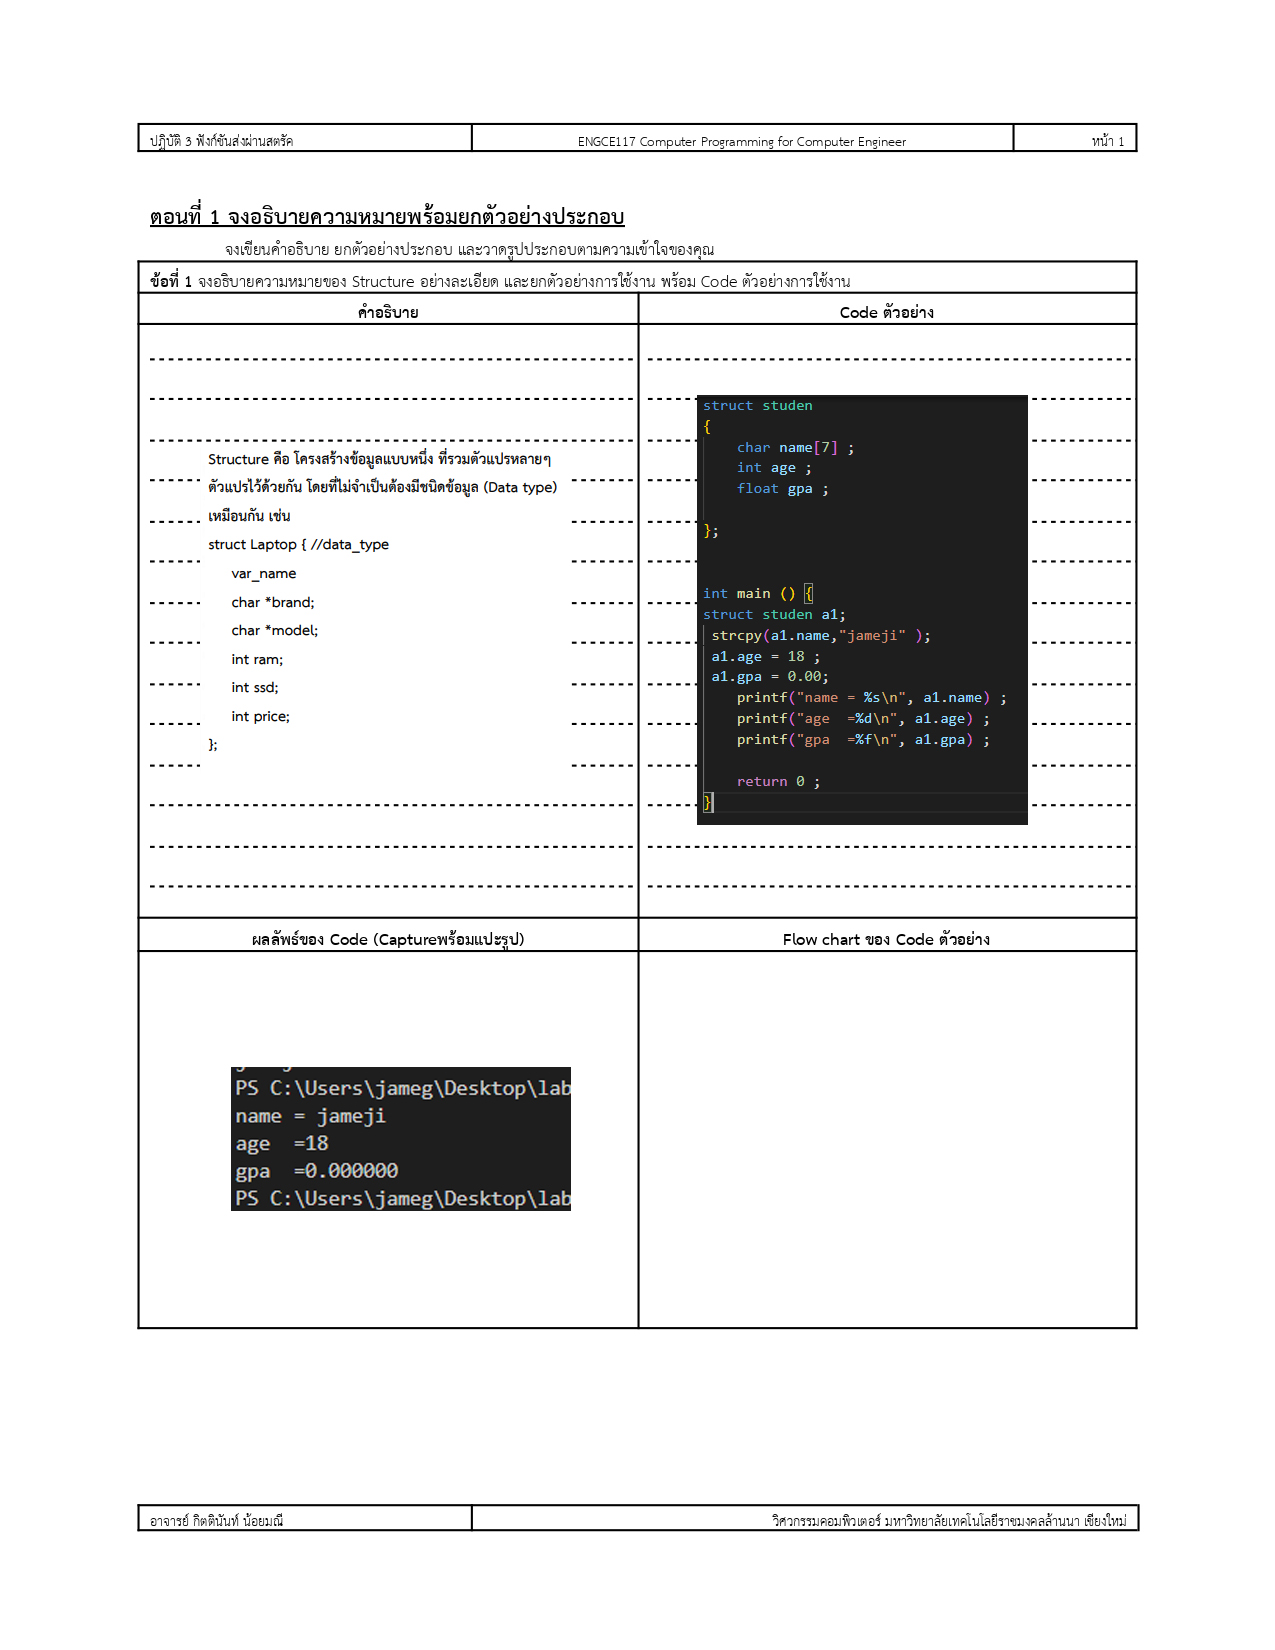 ปฏิบัติ 3 ฟังก์ชันส่งผ่านสตรัค
ENGCE117 Computer Programming for Computer Engineer
หน้า 1
ตอนที่ 1 จงอธิบายความหมายพร้อมยกตัวอย่างประกอบ
จงเขียนคำอธิบาย ยกตัวอย่างประกอบ และวาดรูปประกอบตามความเข้าใจของคุณ
ข้อที่ 1 จงอธิบายความหมายของ Structure อย่างละเอียด และยกตัวอย่างการใช้งาน พร้อม Code ตัวอย่างการใช้งาน
คำอธิบาย
Code ตัวอย่าง
Structure คือ โครงสร้างข้อมูลแบบหนึ่ง ที่รวมตัวแปรหลายๆ
ตัวแปรไว้ด้วยกัน โดยที่ไม่จำเป็นต้องมีชนิดข้อมูล (Data type)
เหมือนกัน เช่น
struct Laptop { //data_type
var_name
char *brand;
char *model;
int ram;
int ssd;
int price;
};
struct studen
{
char name[7] ;
int age ;
float gpa ;
};
int main () {
struct studen a1;
strcpy(a1.name,"jameji" );
a1.age = 18 ;
a1.gpa = 0.00;
printf("name = %s\n", a1.name) ;
printf("age  =%d\n", a1.age) ;
printf("gpa  =%f\n", a1.gpa) ;
return 0 ;
}
ผลลัพธ์ของ Code (Captureพร้อมแปะรูป)
Flow chart ของ Code ตัวอย่าง
PS C:\Users\jameg\Desktop\lab
name = jameji
age  =18
gpa  =0.000000
PS C:\Users\jameg\Desktop\lab
อาจารย์ กิตตินันท์ น้อยมณี
วิศวกรรมคอมพิวเตอร์ มหาวิทยาลัยเทคโนโลยีราชมงคลล้านนา เชียงใหม่